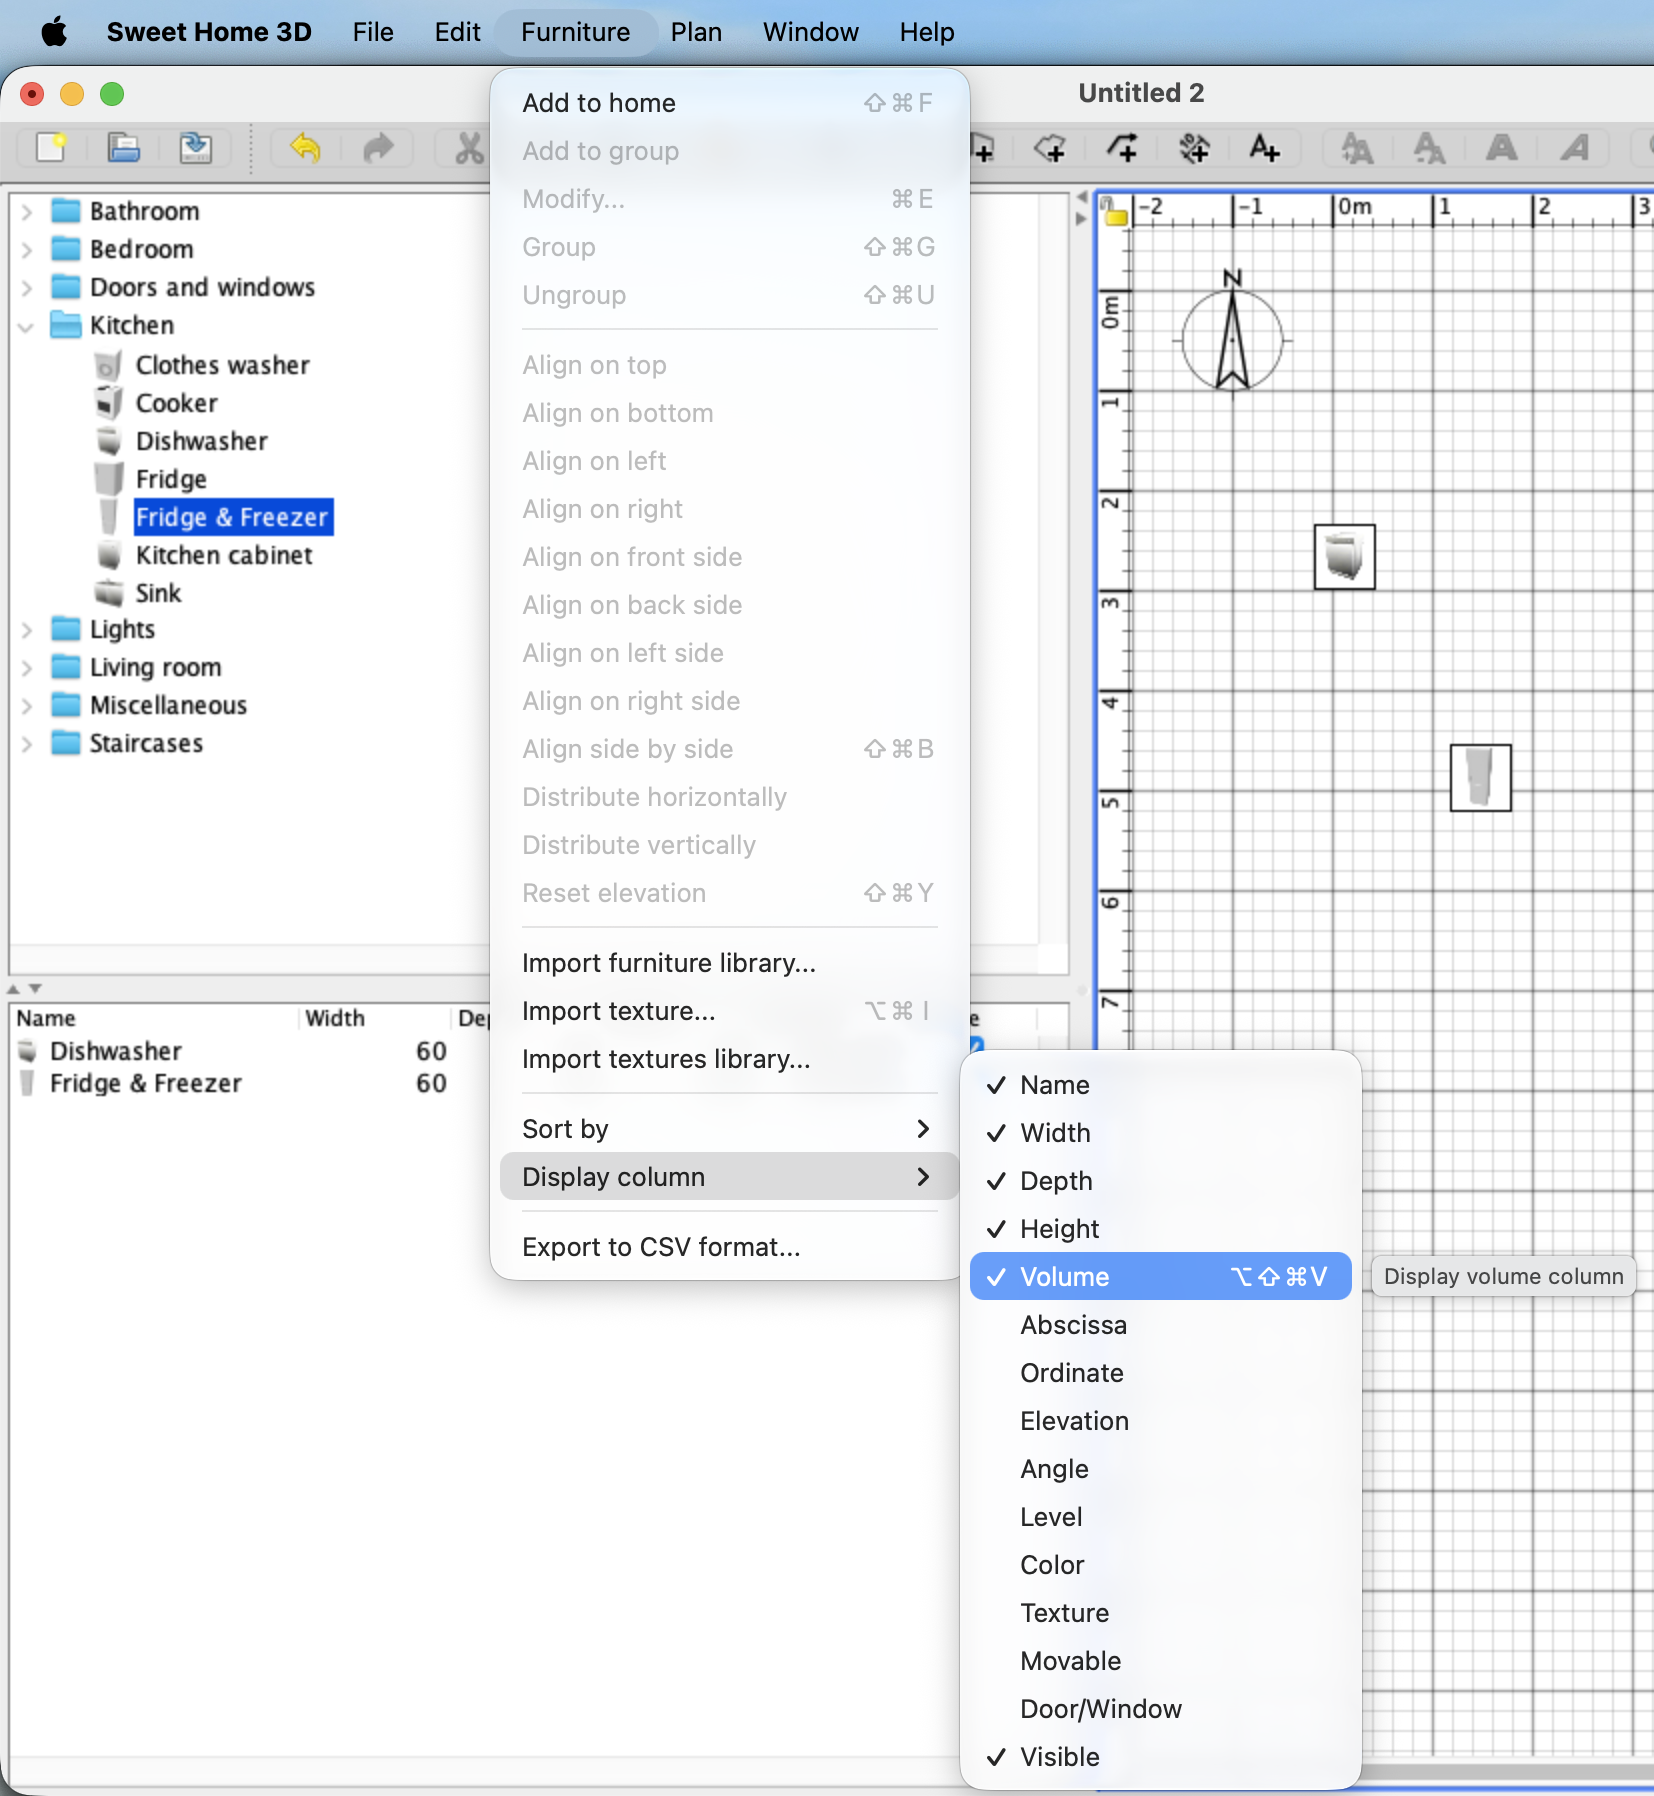 Sweet Home 3D File Edit Furniture Plan Window Help
Untitled 2
Bathroom
Bedroom
Doors and windows
Kitchen
Clothes washer
Cooker
Dishwasher
Fridge
Fridge & Freezer
Kitchen cabinet
Sink
Lights
Living room
Miscellaneous
Staircases
Name Width
Dishwasher 60
Fridge & Freezer 60
Add to home ⇧⌘F
Add to group
Modify... ⌘E
Group ⇧⌘G
Ungroup ⇧⌘U
Align on top
Align on bottom
Align on left
Align on right
Align on front side
Align on back side
Align on left side
Align on right side
Align side by side ⇧⌘B
Distribute horizontally
Distribute vertically
Reset elevation ⇧⌘Y
Import furniture library...
Import texture... ⌥⌘I
Import textures library...
Sort by
Display column
Export to CSV format...
Name
Width
Depth
Height
Volume ⌥⇧⌘V
Abscissa
Ordinate
Elevation
Angle
Level
Color
Texture
Movable
Door/Window
Visible
Display volume column
-2 -1 0m 1 2 3
N
0m
1
2
3
4
5
6
7